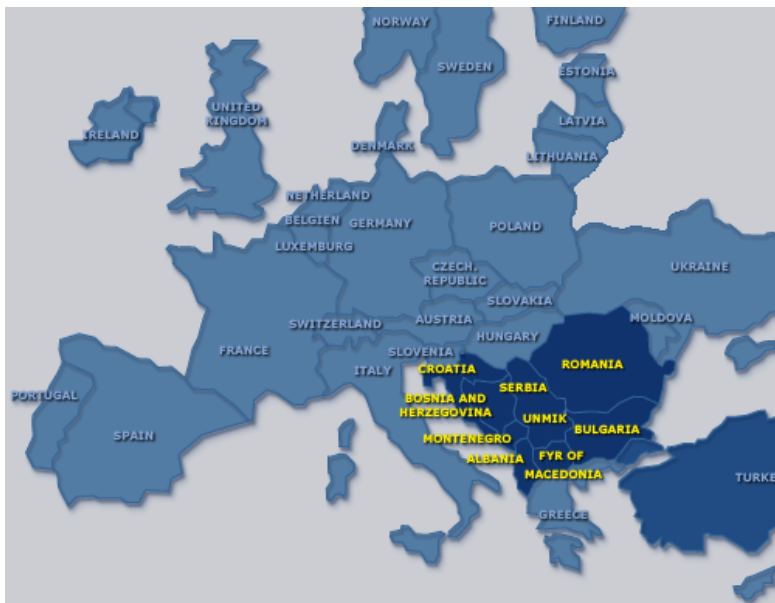 NORWAY
FINLAND
SWEDEN
ESTONIA
UNITED
KINGDOM
LATVIA
IRELAND
DENMARK
LITHUANIA
NETHERLAND
BELGIEN
GERMANY
POLAND
LUXEMBURG
CZECH.
REPUBLIC
UKRAINE
SLOVAKIA
SWITZERLAND
AUSTRIA
MOLDOVA
HUNGARY
FRANCE
SLOVENIA
ITALY
CROATIA
ROMANIA
SERBIA
PORTUGAL
BOSNIA AND
HERZEGOVINA
UNMIK
SPAIN
BULGARIA
MONTENEGRO
ALBANIA
FYR OF
MACEDONIA
TURKE
GREECE